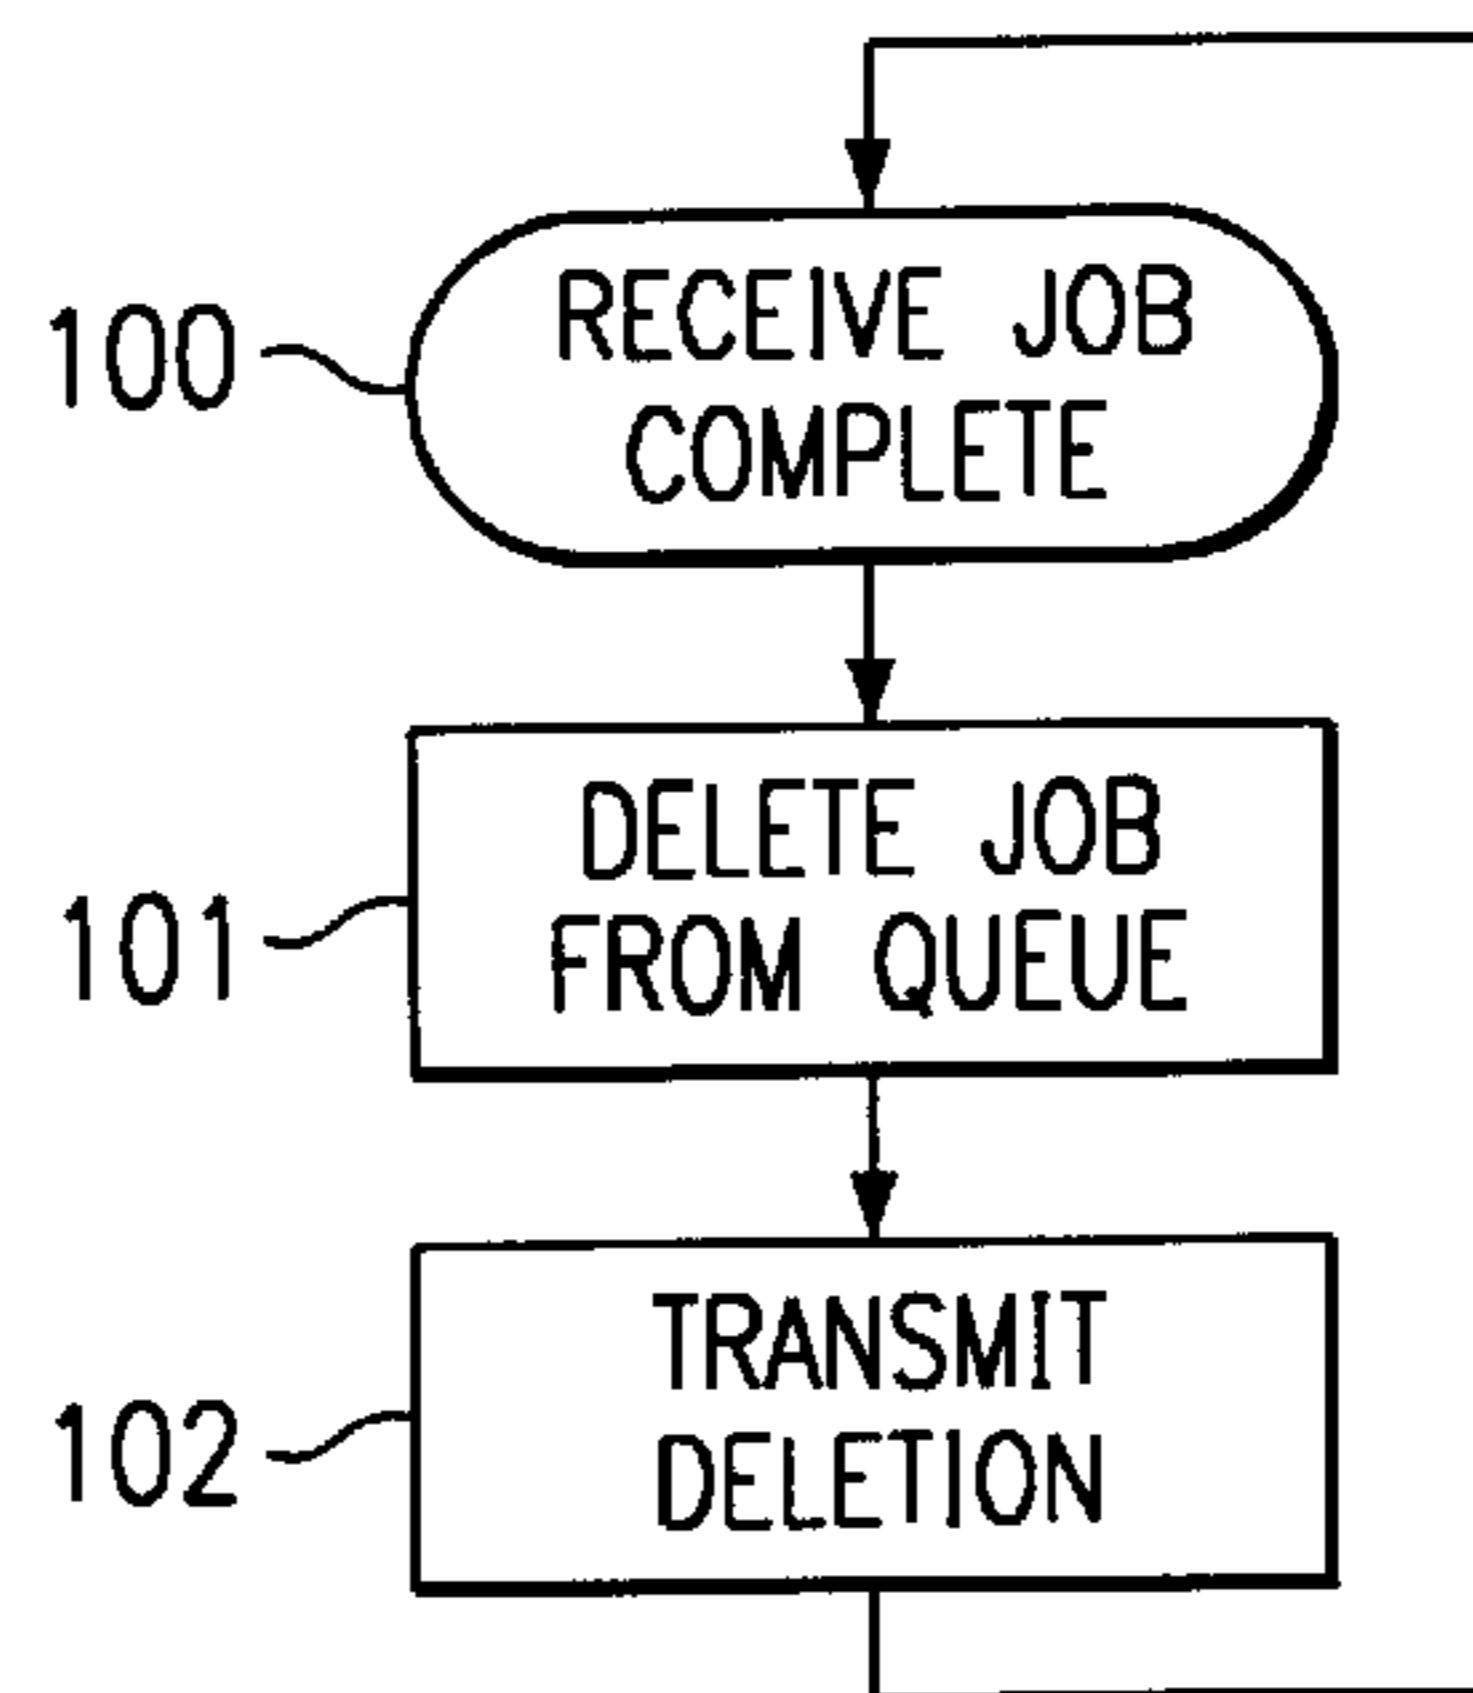 100
RECEIVE JOB
COMPLETE
101
DELETE JOB
FROM QUEUE
102
TRANSMIT
DELETION